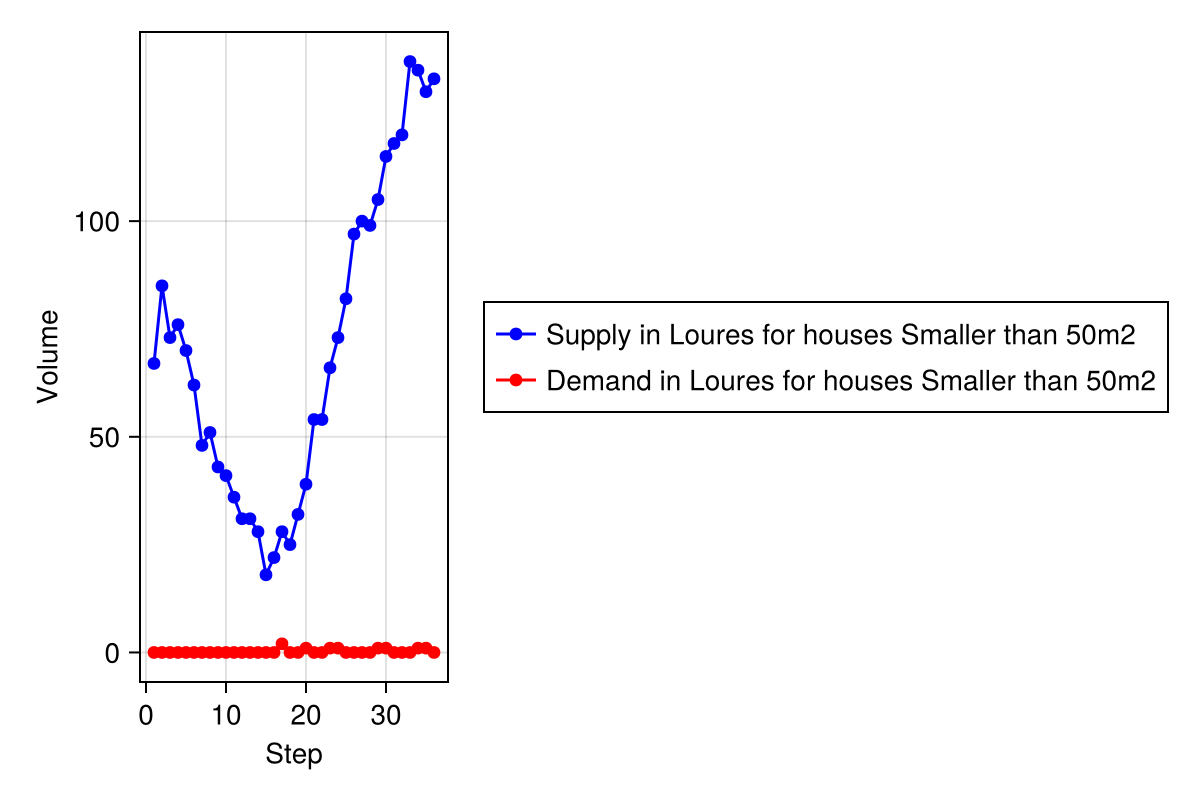 Volume
100
50
0
0 10 20 30
Step
Supply in Loures for houses Smaller than 50m2
Demand in Loures for houses Smaller than 50m2